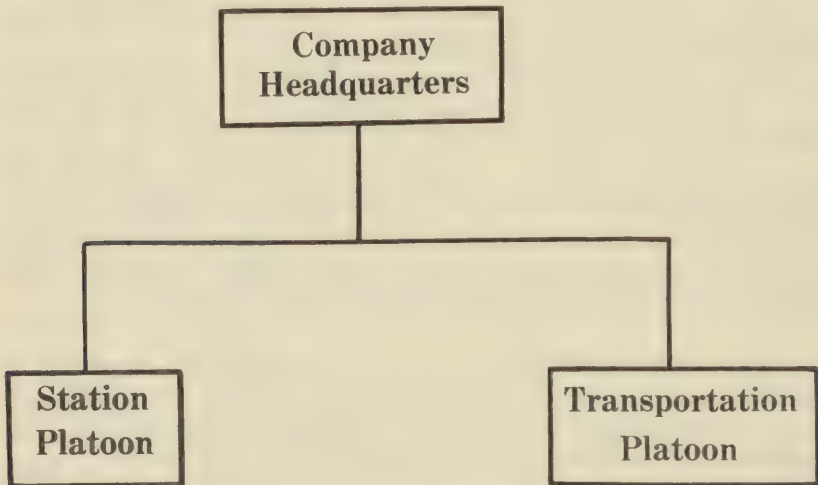 Company
Headquarters
Station
Platoon
Transportation
Platoon